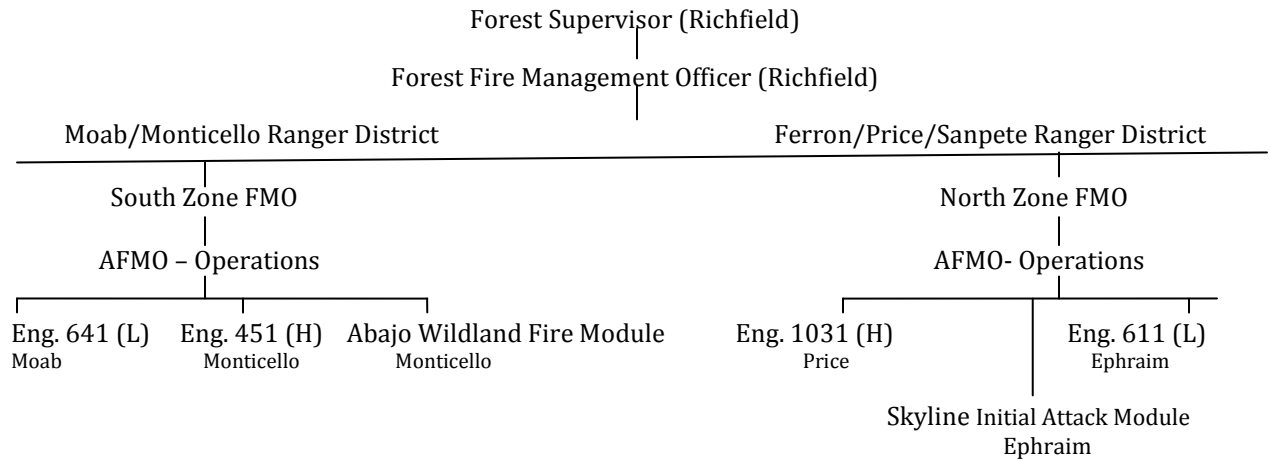 Forest Supervisor (Richfield)
Forest Fire Management Officer (Richfield)
Moab/Monticello Ranger District
Ferron/Price/Sanpete Ranger District
South Zone FMO
North Zone FMO
AFMO – Operations
AFMO- Operations
Eng. 641 (L)
Moab
Eng. 451 (H)
Monticello
Abajo Wildland Fire Module
Monticello
Eng. 1031 (H)
Price
Eng. 611 (L)
Ephraim
Skyline Initial Attack Module
Ephraim